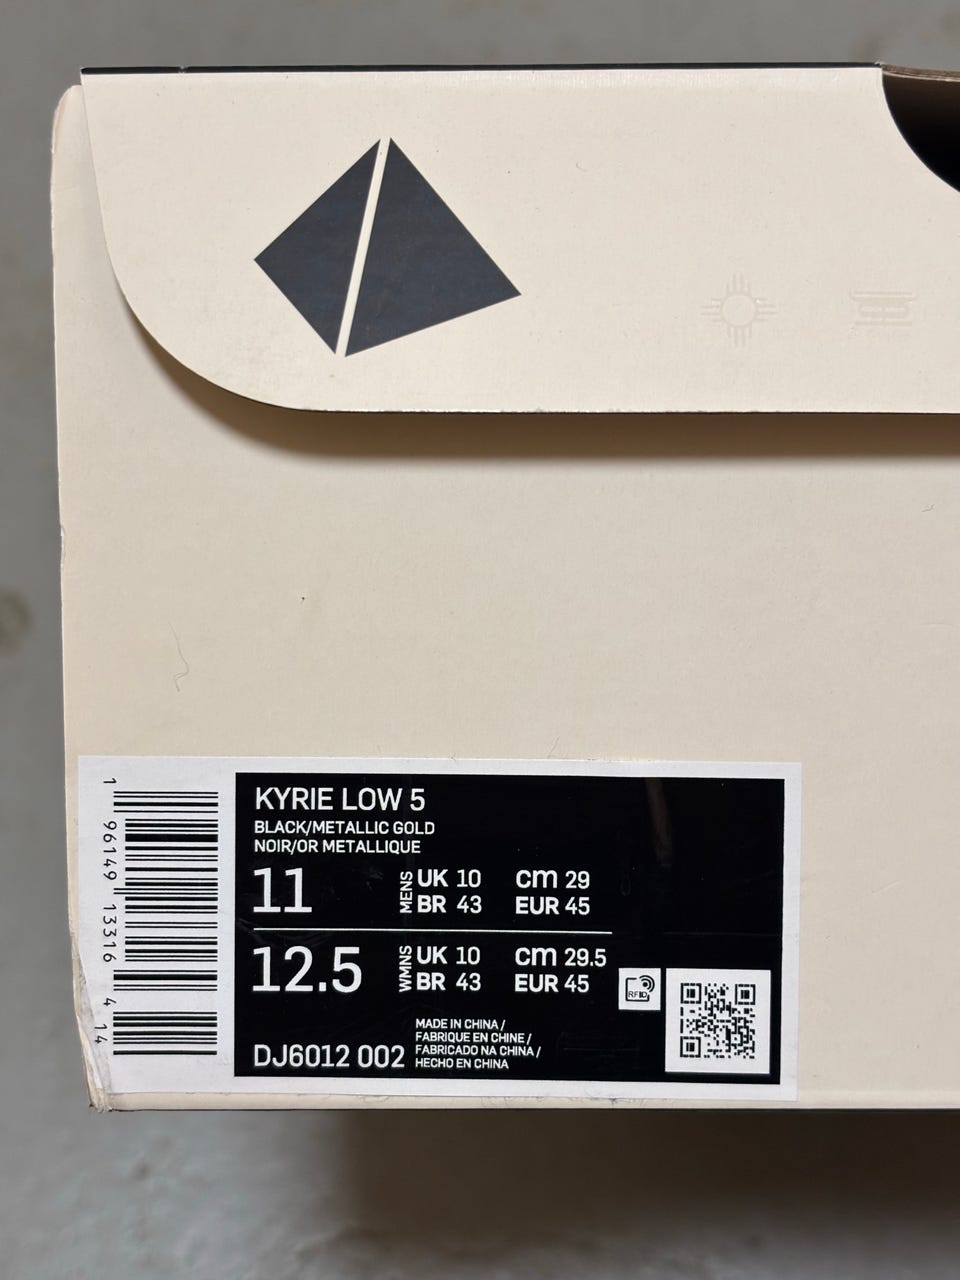 KYRIE LOW 5
BLACK/METALLIC GOLD
NOIR/OR METALLIQUE
11 MENS UK 10 cm 29
BR 43 EUR 45
12.5 WMNS UK 10 cm 29.5
BR 43 EUR 45
RFID
DJ6012 002
MADE IN CHINA /
FABRIQUE EN CHINE /
FABRICADO NA CHINA /
HECHO EN CHINA
1 96149 13316 4 14